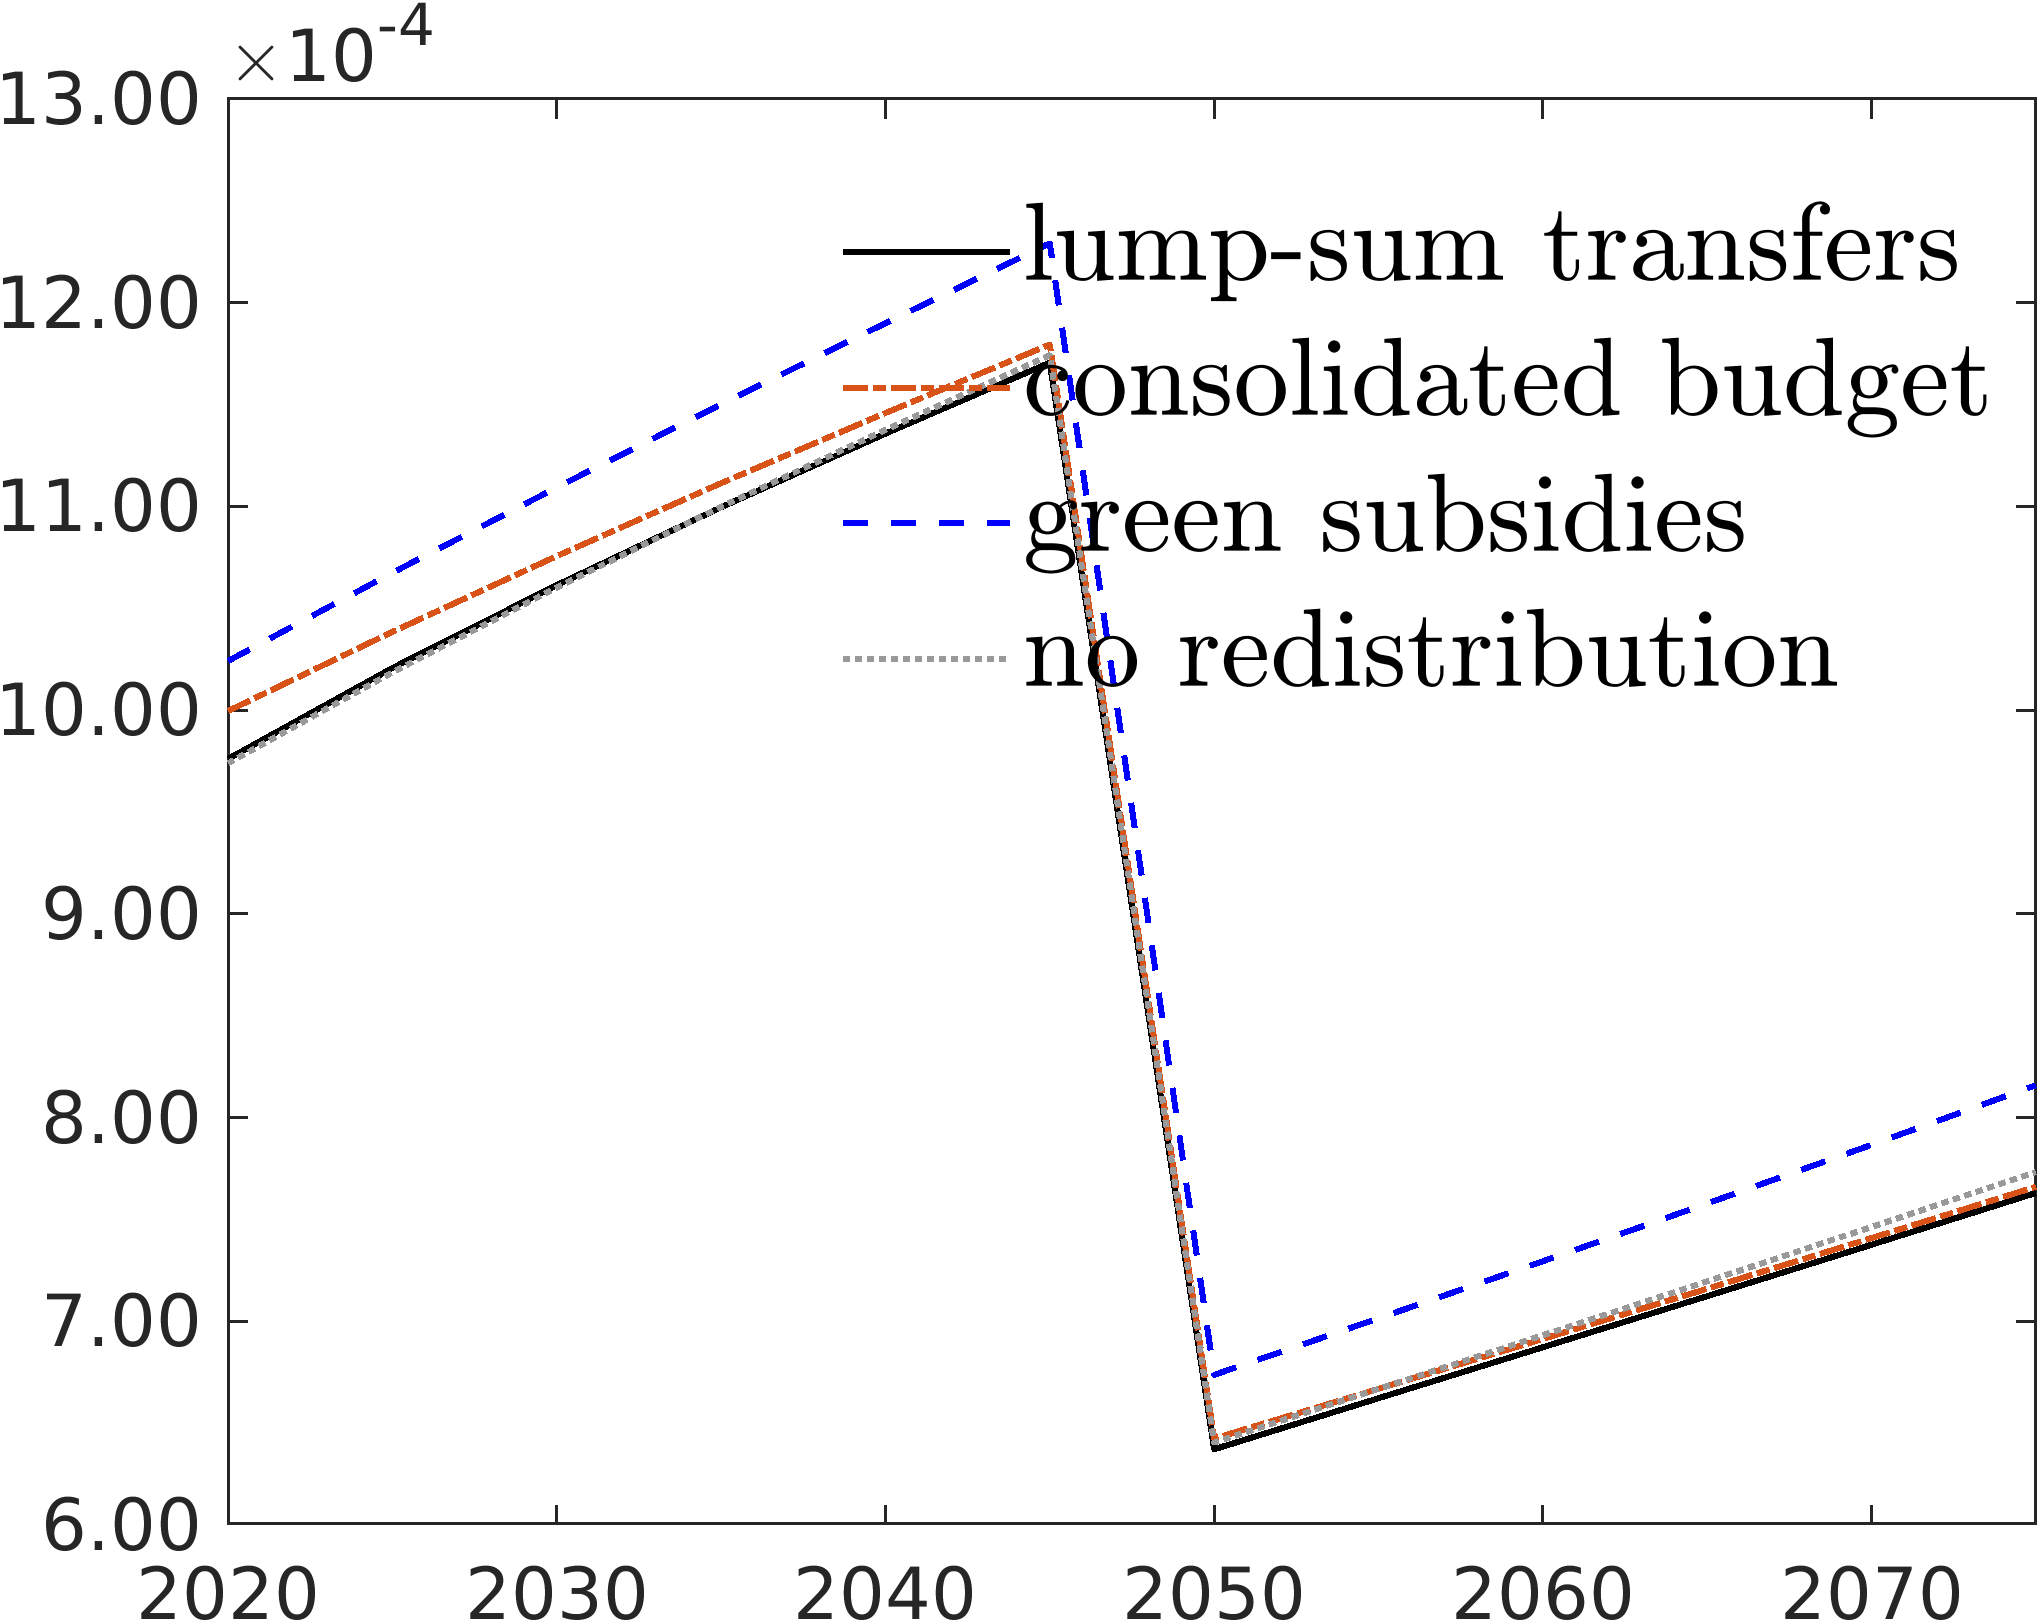 ×10-4
13.00
12.00
11.00
10.00
9.00
8.00
7.00
6.00
lump-sum transfers
consolidated budget
green subsidies
no redistribution
2020 2030 2040 2050 2060 2070